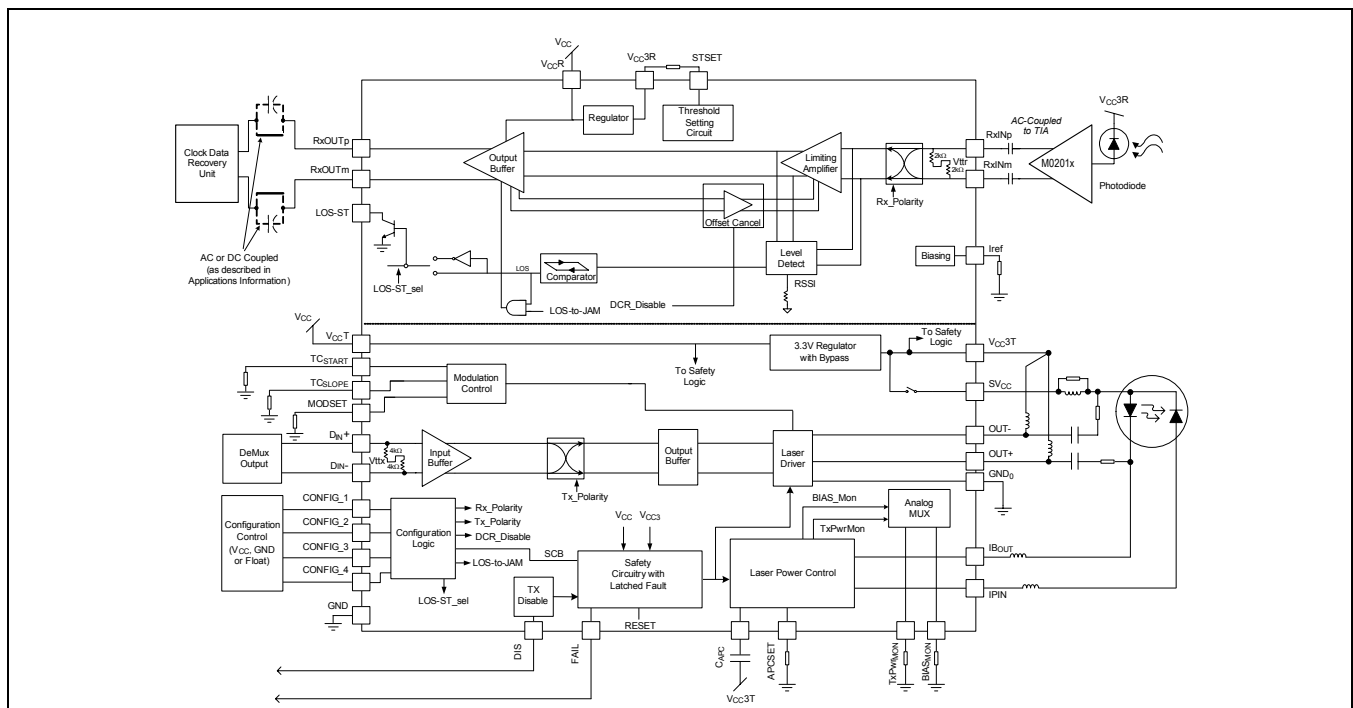 VCC
VCCR
VCC3R
STSET
Regulator
Threshold
Setting
Circuit
VCC3R
AC-Coupled
to TIA
Clock Data
Recovery
Unit
RxOUTp
RxOUTm
Output
Buffer
Limiting
Amplifier
RxINp
RxINm
2kΩ
Vttr
2kΩ
M0201x
Photodiode
Rx_Polarity
Offset Cancel
LOS-ST
AC or DC Coupled
(as described in
Applications Information)
LOS-ST_sel
LOS
Comparator
Level
Detect
RSSI
Biasing
Iref
LOS-to-JAM
DCR_Disable
VCC
VCCT
To Safety
Logic
3.3V Regulator
with Bypass
To Safety
Logic
VCC3T
TCSTART
TCSLOPE
MODSET
Modulation
Control
SVCC
DeMux
Output
DIN+
DIN-
4kΩ
Vttx
4kΩ
Input
Buffer
Tx_Polarity
Output
Buffer
Laser
Driver
OUT-
OUT+
GND0
Configuration
Control
(VCC, GND
or Float)
CONFIG_1
CONFIG_2
CONFIG_3
CONFIG_4
Configuration
Logic
Rx_Polarity
Tx_Polarity
DCR_Disable
LOS-to-JAM
LOS-ST_sel
SCB
VCC
VCC3
Safety
Circuitry with
Latched Fault
BIAS_Mon
TxPwrMon
Analog
MUX
Laser Power Control
IBOUT
IPIN
TX
Disable
GND
RESET
DIS
FAIL
CAPC
VCC3T
APCSET
TxPwrMON
BIASMON